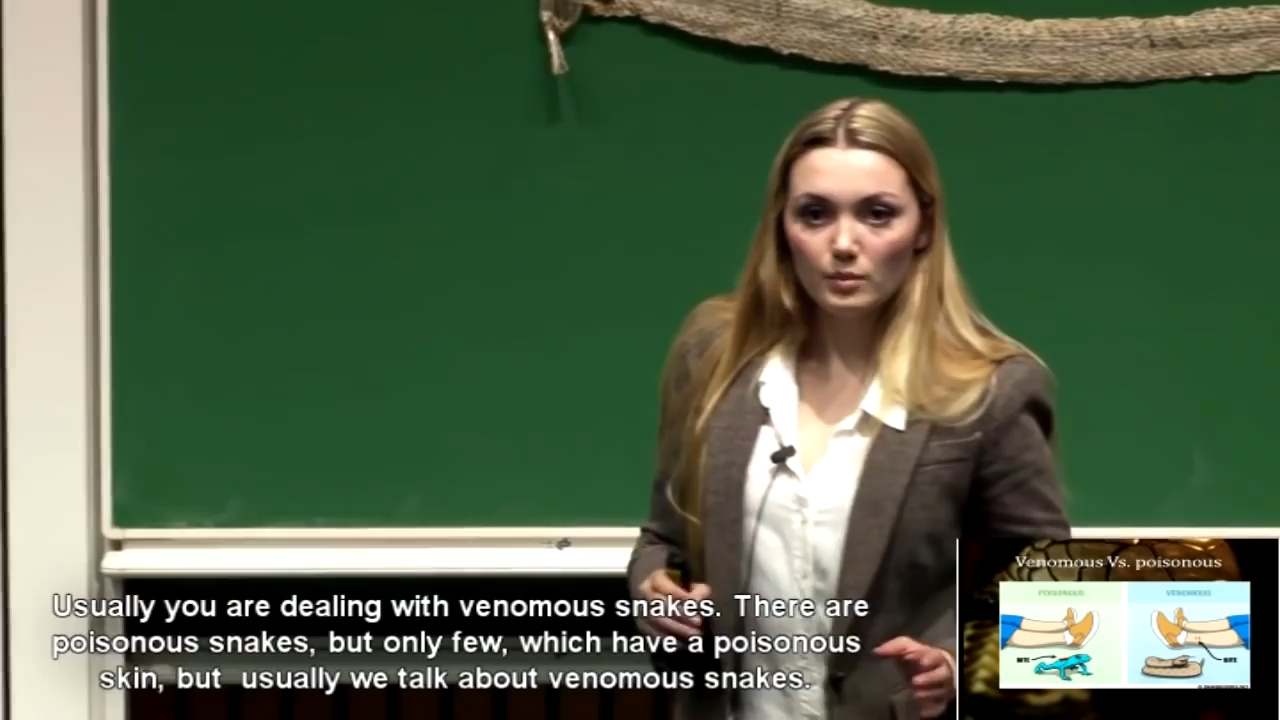 Usually you are dealing with venomous snakes. There are
poisonous snakes, but only few, which have a poisonous
skin, but usually we talk about venomous snakes.
Venomous Vs. poisonous
POISONOUS
VENOMOUS
BITE
BITE